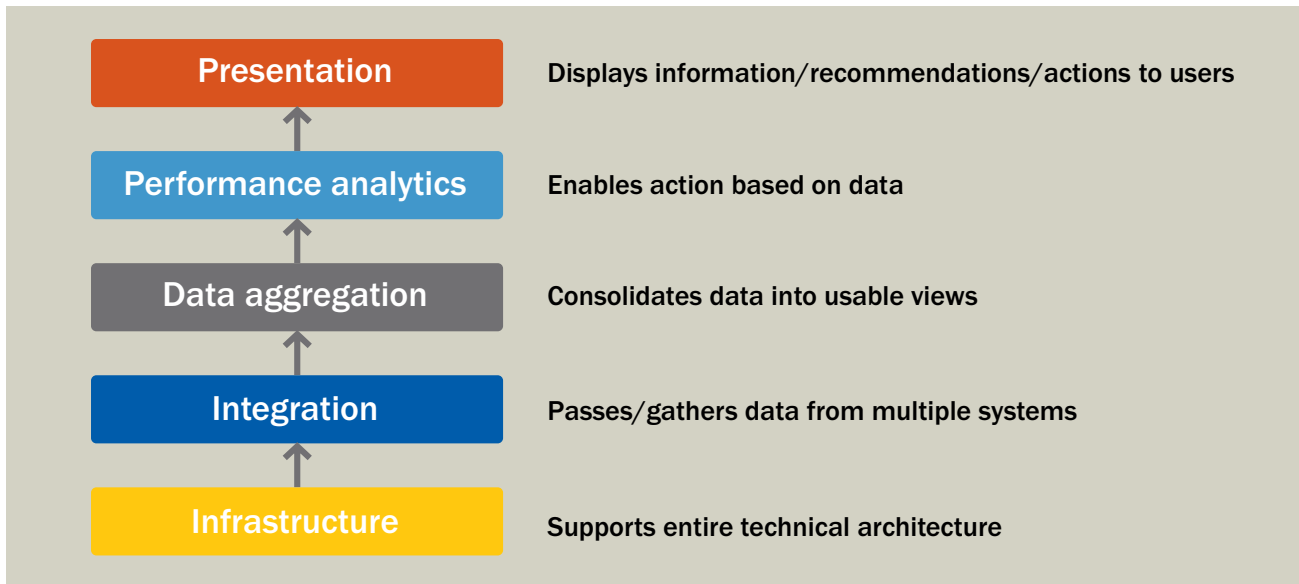 Presentation
Displays information/recommendations/actions to users
Performance analytics
Enables action based on data
Data aggregation
Consolidates data into usable views
Integration
Passes/gathers data from multiple systems
Infrastructure
Supports entire technical architecture